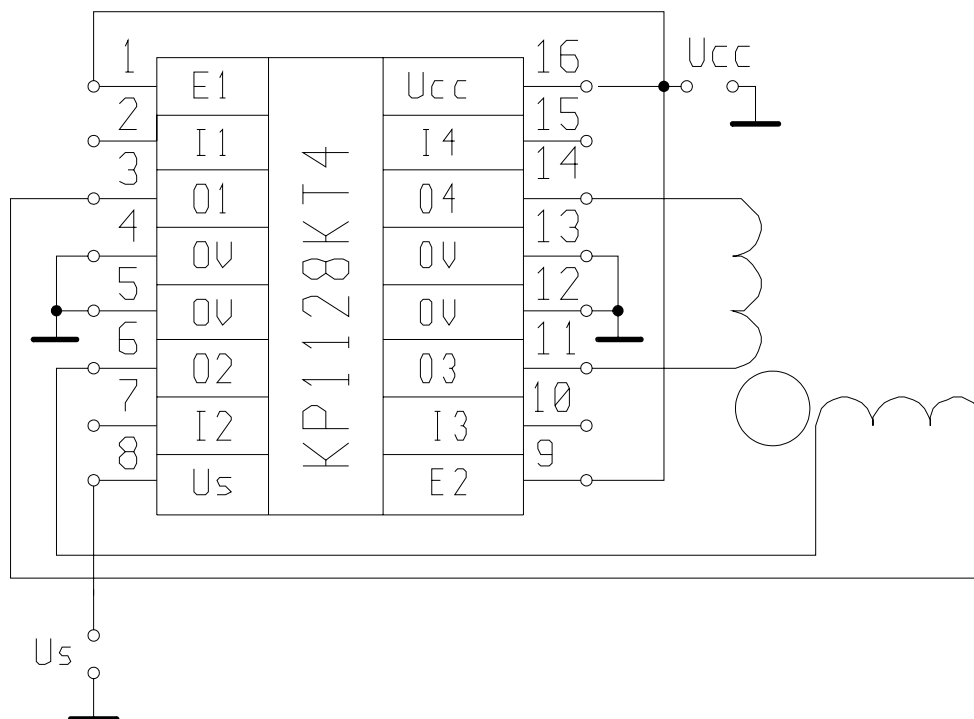 1 E1 Ucc 16 Ucc
2 I1 I4 15
3 O1 O4 14
4 0V 0V 13
5 0V 0V 12
6 O2 O3 11
7 I2 I3 10
8 Us E2 9
КР1128КТ4
Us